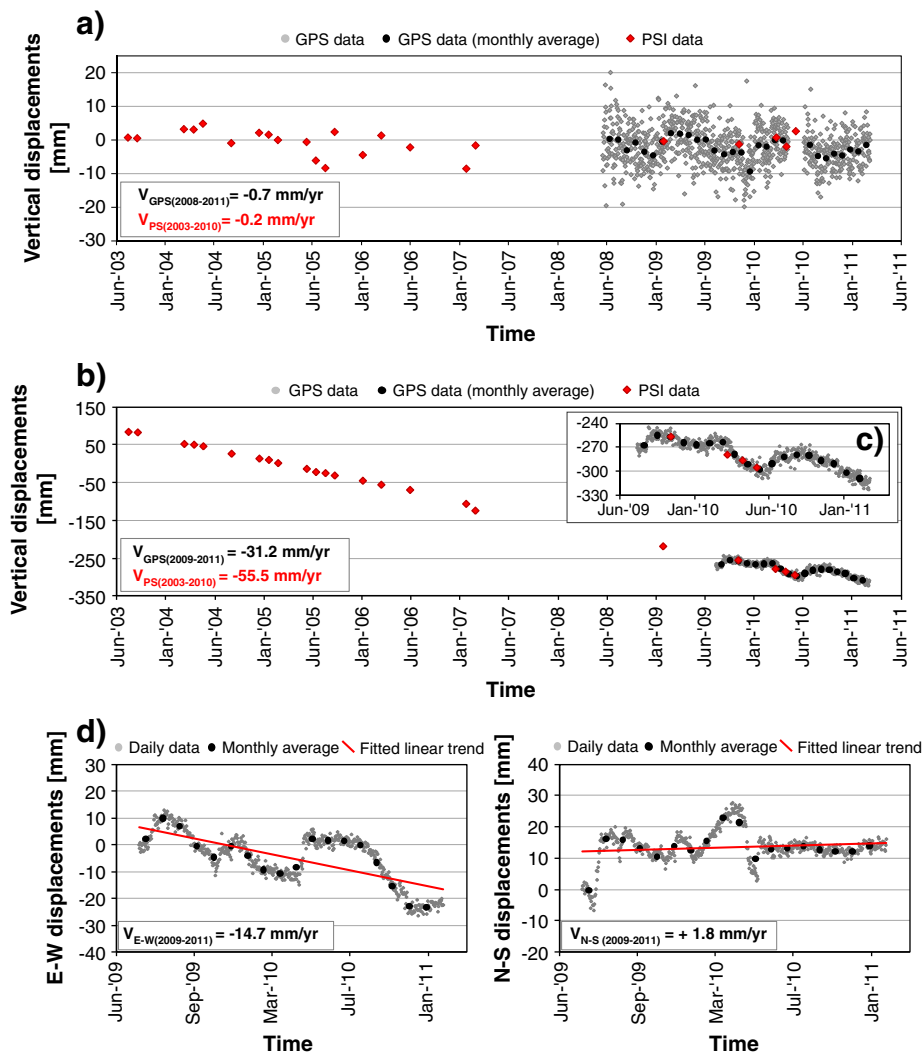 a)
GPS data GPS data (monthly average) PSI data
Vertical displacements [mm]
20
10
0
-10
-20
-30
V GPS(2008-2011)= -0.7 mm/yr
V PS(2003-2010) = -0.2 mm/yr
Jun-'03 Jan-'04 Jun-'04 Jan-'05 Jun-'05 Jan-'06 Jun-'06 Jan-'07 Jun-'07 Jan-'08 Jun-'08 Jan-'09 Jun-'09 Jan-'10 Jun-'10 Jan-'11 Jun-'11
Time
b)
GPS data GPS data (monthly average) PSI data
Vertical displacements [mm]
150
50
-50
-150
-250
-350
c)
-240
-270
-300
-330
Jun-'09 Jan-'10 Jun-'10 Jan-'11
V GPS(2009-2011) = -31.2 mm/yr
V PS(2003-2010) = -55.5 mm/yr
Jun-'03 Jan-'04 Jun-'04 Jan-'05 Jun-'05 Jan-'06 Jun-'06 Jan-'07 Jun-'07 Jan-'08 Jun-'08 Jan-'09 Jun-'09 Jan-'10 Jun-'10 Jan-'11 Jun-'11
Time
d)
Daily data Monthly average Fitted linear trend
E-W displacements [mm]
30
20
10
0
-10
-20
-30
-40
V E-W(2009-2011) = -14.7 mm/yr
Jun-'09 Sep-'09 Mar-'10 Jul-'10 Jan-'11
Time
Daily data Monthly average Fitted linear trend
N-S displacements [mm]
40
30
20
10
0
-10
-20
V N-S (2009-2011) = + 1.8 mm/yr
Jun-'09 Sep-'09 Mar-'10 Jul-'10 Jan-'11
Time